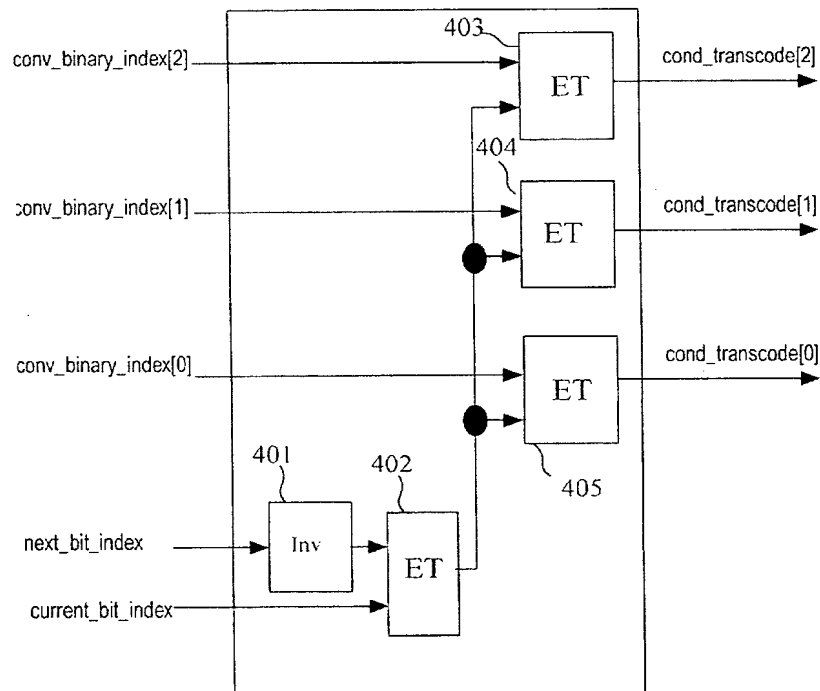 403
conv_binary_index[2]
ET
cond_transcode[2]
404
conv_binary_index[1]
ET
cond_transcode[1]
conv_binary_index[0]
ET
cond_transcode[0]
405
401
402
next_bit_index
Inv
ET
current_bit_index